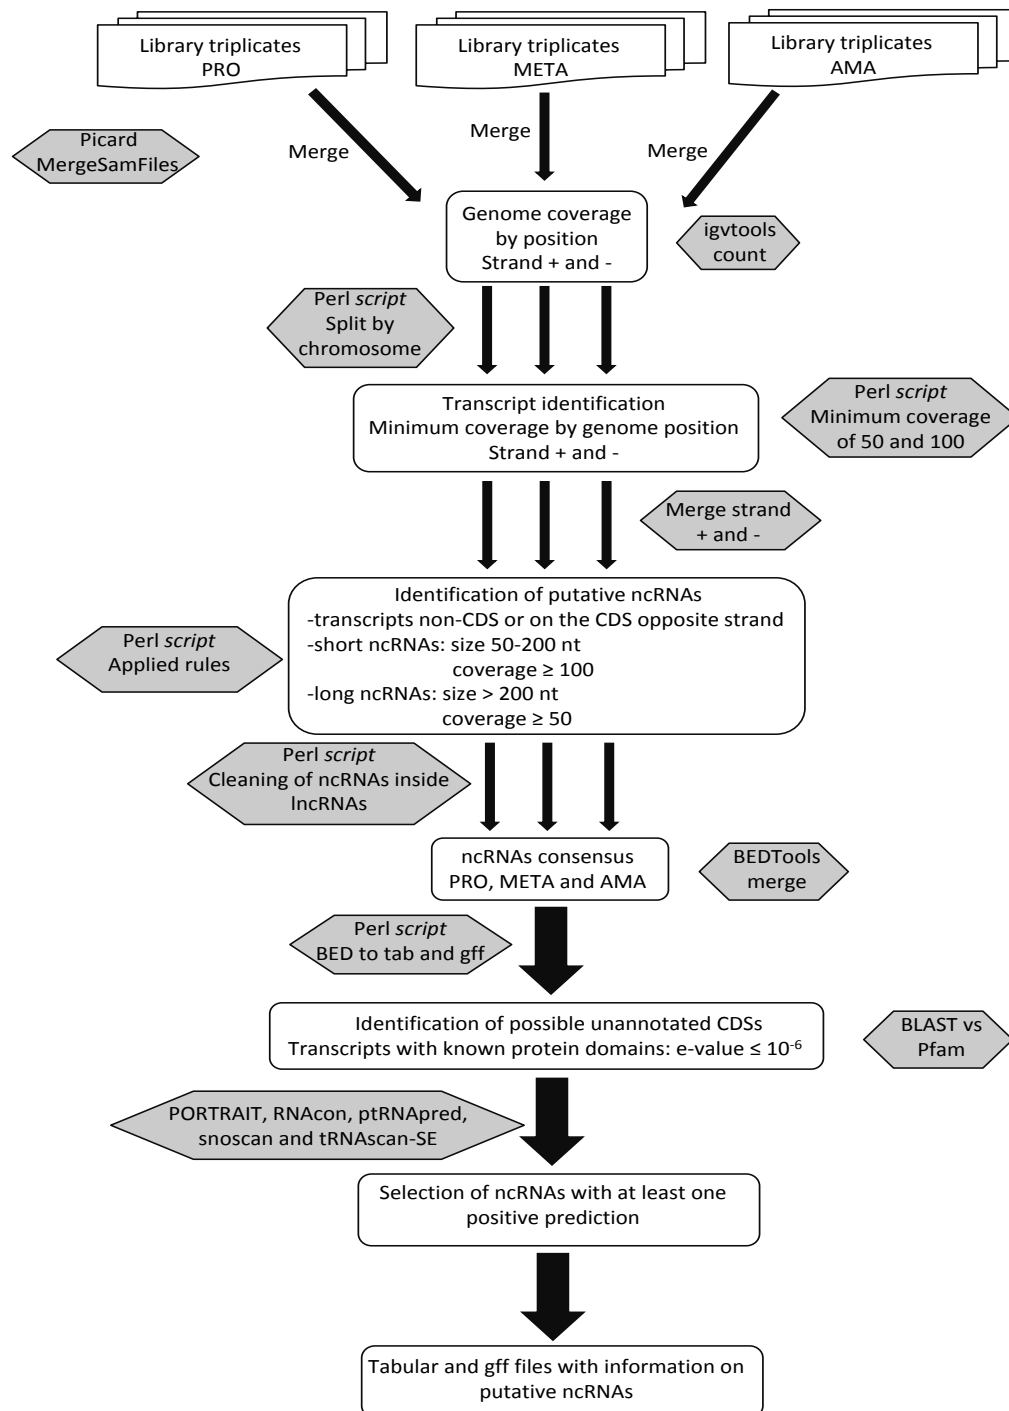 Library triplicates
PRO
Library triplicates
META
Library triplicates
AMA
Picard
MergeSamFiles
Merge
Merge
Merge
Genome coverage
by position
Strand + and -
igvtools
count
Perl script
Split by
chromosome
Transcript identification
Minimum coverage by genome position
Strand + and -
Perl script
Minimum coverage
of 50 and 100
Merge strand
+ and -
Identification of putative ncRNAs
-transcripts non-CDS or on the CDS opposite strand
-short ncRNAs: size 50-200 nt
coverage ≥ 100
-long ncRNAs: size > 200 nt
coverage ≥ 50
Perl script
Applied rules
Perl script
Cleaning of ncRNAs inside
lncRNAs
ncRNAs consensus
PRO, META and AMA
BEDTools
merge
Perl script
BED to tab and gff
Identification of possible unannotated CDSs
Transcripts with known protein domains: e-value ≤ 10⁻⁶
BLAST vs
Pfam
PORTRAIT, RNAcon, ptRNApred,
snoscan and tRNAscan-SE
Selection of ncRNAs with at least one
positive prediction
Tabular and gff files with information on
putative ncRNAs